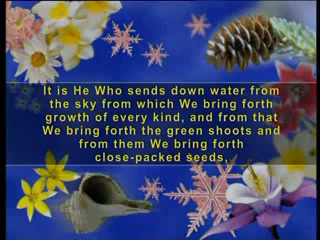 It is He Who sends down water from
the sky from which We bring forth
growth of every kind, and from that
We bring forth the green shoots and
from them We bring forth
close-packed seeds,